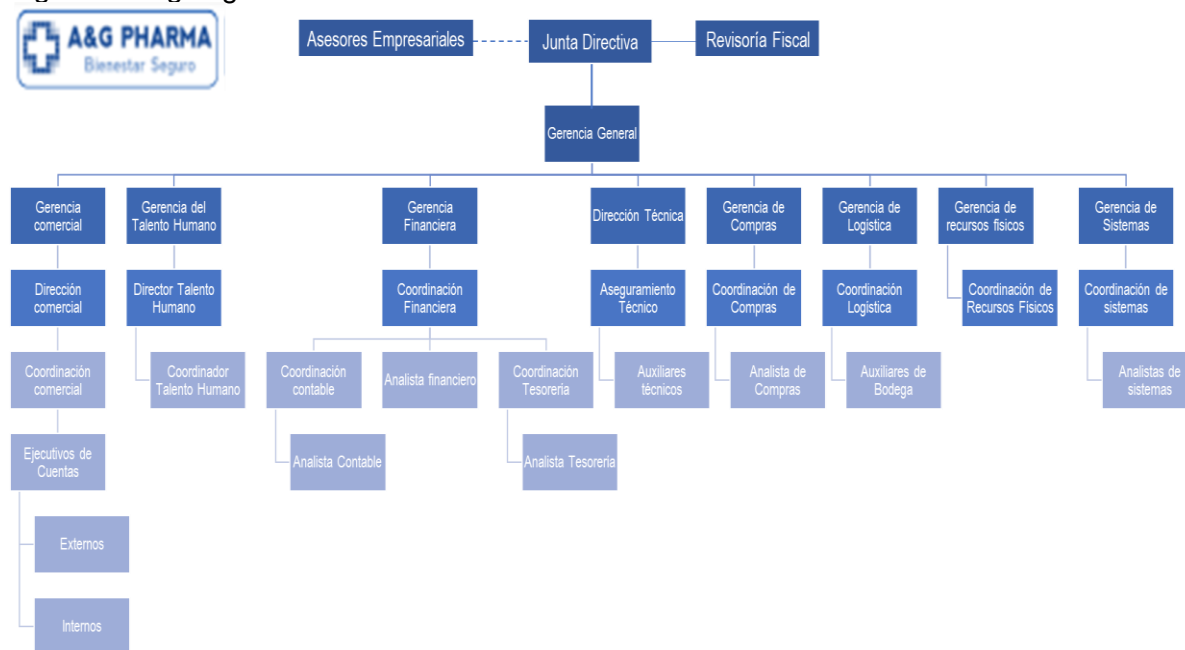 A&G PHARMA
Bienestar Seguro
Asesores Empresariales
Junta Directiva
Revisoría Fiscal
Gerencia General
Gerencia
comercial
Gerencia del
Talento Humano
Gerencia
Financiera
Dirección Técnica
Gerencia de
Compras
Gerencia de
Logística
Gerencia de
recursos físicos
Gerencia de
Sistemas
Dirección
comercial
Director Talento
Humano
Coordinación
Financiera
Aseguramiento
Técnico
Coordinación de
Compras
Coordinación
Logística
Coordinación de
Recursos Físicos
Coordinación de
sistemas
Coordinación
comercial
Coordinador
Talento Humano
Coordinación
contable
Analista financiero
Coordinación
Tesorería
Auxiliares
técnicos
Analista de
Compras
Auxiliares de
Bodega
Analistas de
sistemas
Ejecutivos de
Cuentas
Analista Contable
Analista Tesorería
Externos
Internos